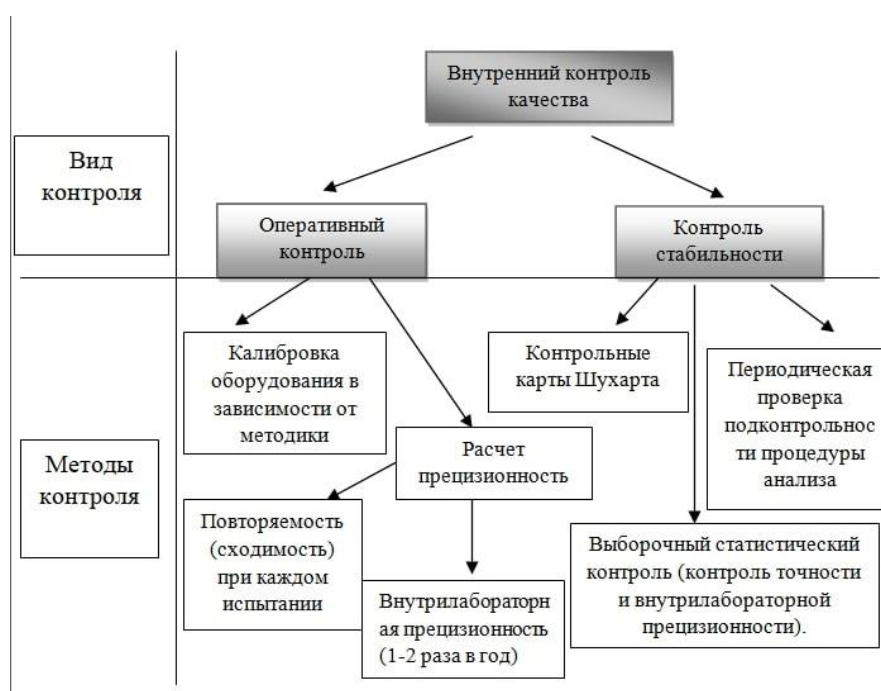 Внутренний контроль
качества
Вид
контроля
Оперативный
контроль
Контроль
стабильности
Методы
контроля
Калибровка
оборудования в
зависимости от
методики
Контрольные
карты Шухарта
Периодическая
проверка
подконтрольнос
ти процедуры
анализа
Расчет
прецизионность
Повторяемость
(сходимость)
при каждом
испытании
Внутрилабораторн
ая прецизионность
(1-2 раза в год)
Выборочный статистический
контроль (контроль точности
и внутрилабораторной
прецизионности).